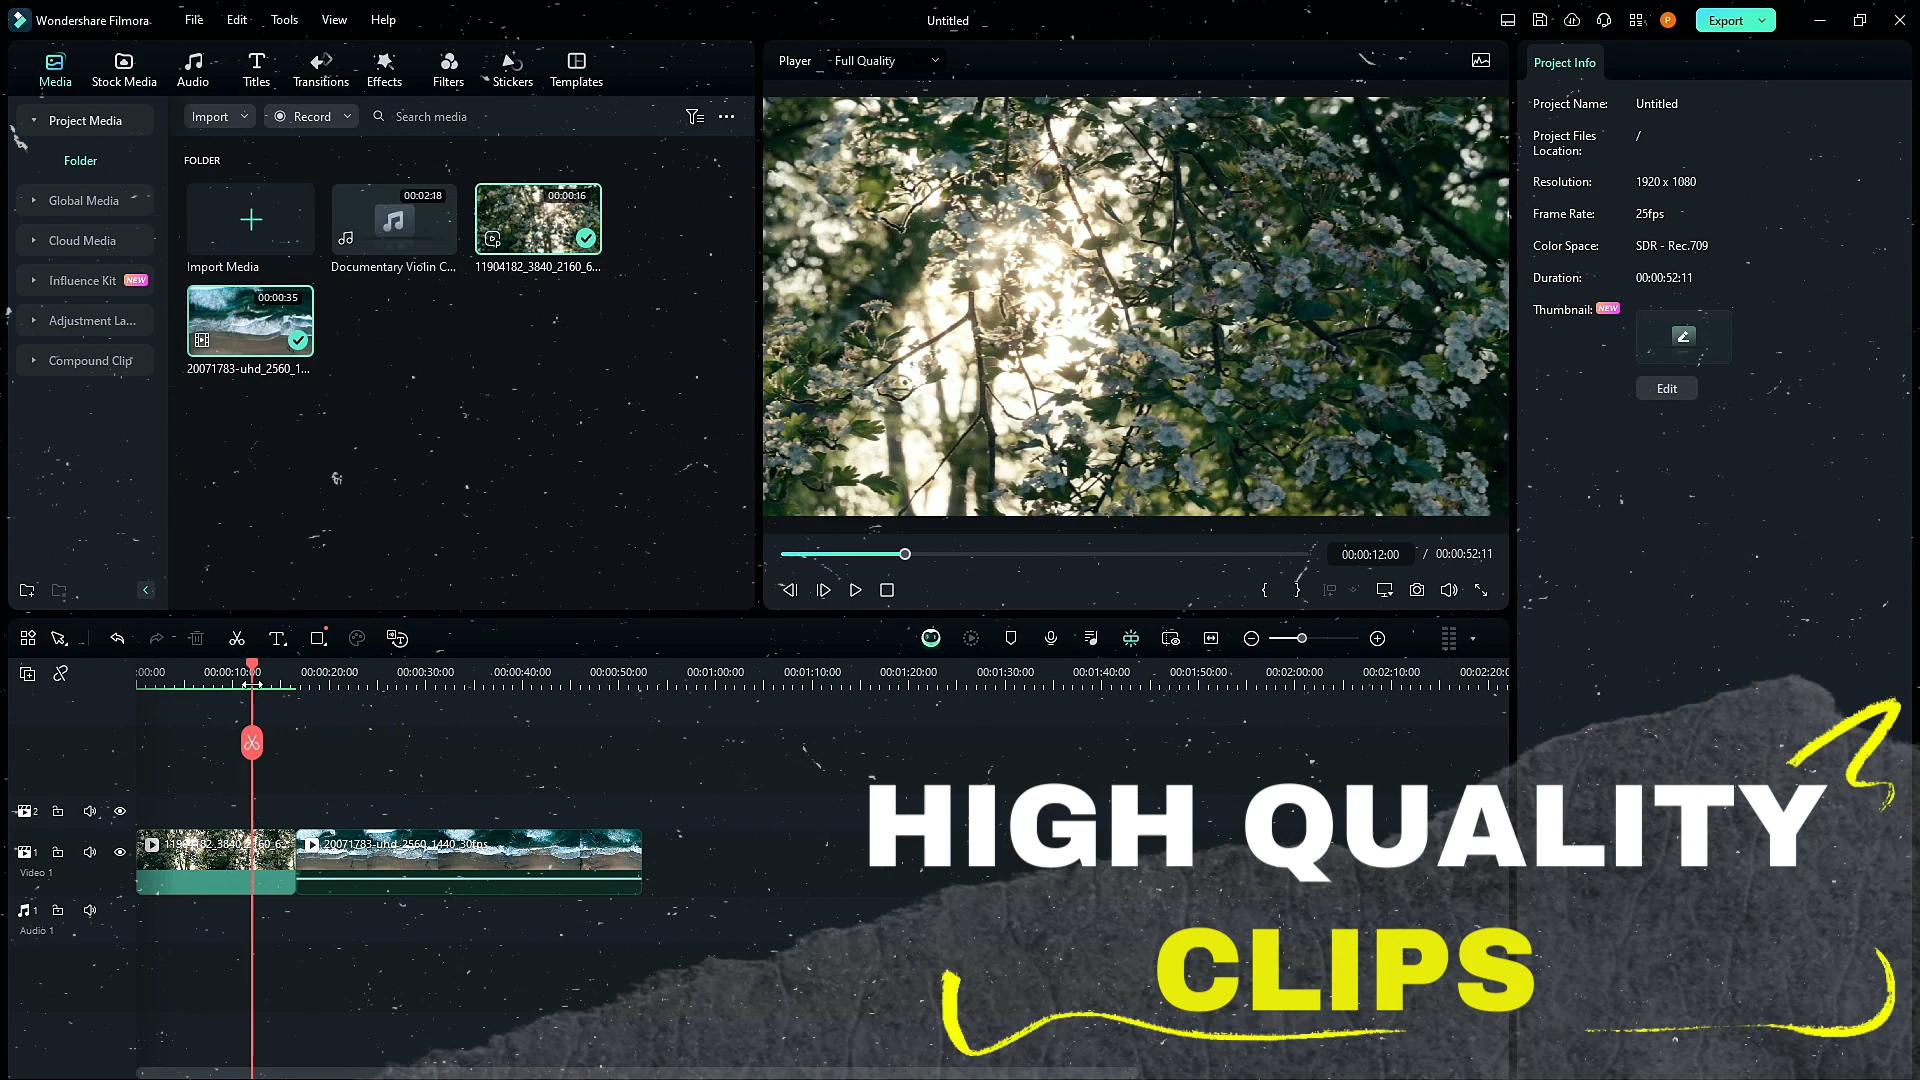 Wondershare Filmora
File Edit Tools View Help
Untitled
P
Export
Media Stock Media Audio Titles Transitions Effects Filters Stickers Templates
Project Media
Folder
Global Media
Cloud Media
Influence Kit NEW
Adjustment La...
Compound Clip
Import Record Search media
FOLDER
Import Media
00:02:18
Documentary Violin C...
00:00:16
11904182_3840_2160_6...
00:00:35
20071783-uhd_2560_1...
Player Full Quality
00:00:12:00 / 00:00:52:11
Project Info
Project Name: Untitled
Project Files Location: /
Resolution: 1920 x 1080
Frame Rate: 25fps
Color Space: SDR - Rec.709
Duration: 00:00:52:11
Thumbnail: NEW
Edit
:00:00 00:00:10:00 00:00:20:00 00:00:30:00 00:00:40:00 00:00:50:00 00:01:00:00 00:01:10:00 00:01:20:00 00:01:30:00 00:01:40:00 00:01:50:00 00:02:00:00 00:02:10:00 00:02:20:0
2
11904182_3840_2160_6... 20071783-uhd_2560_1440_30fps
1
Video 1
1
Audio 1
HIGH QUALITY
CLIPS